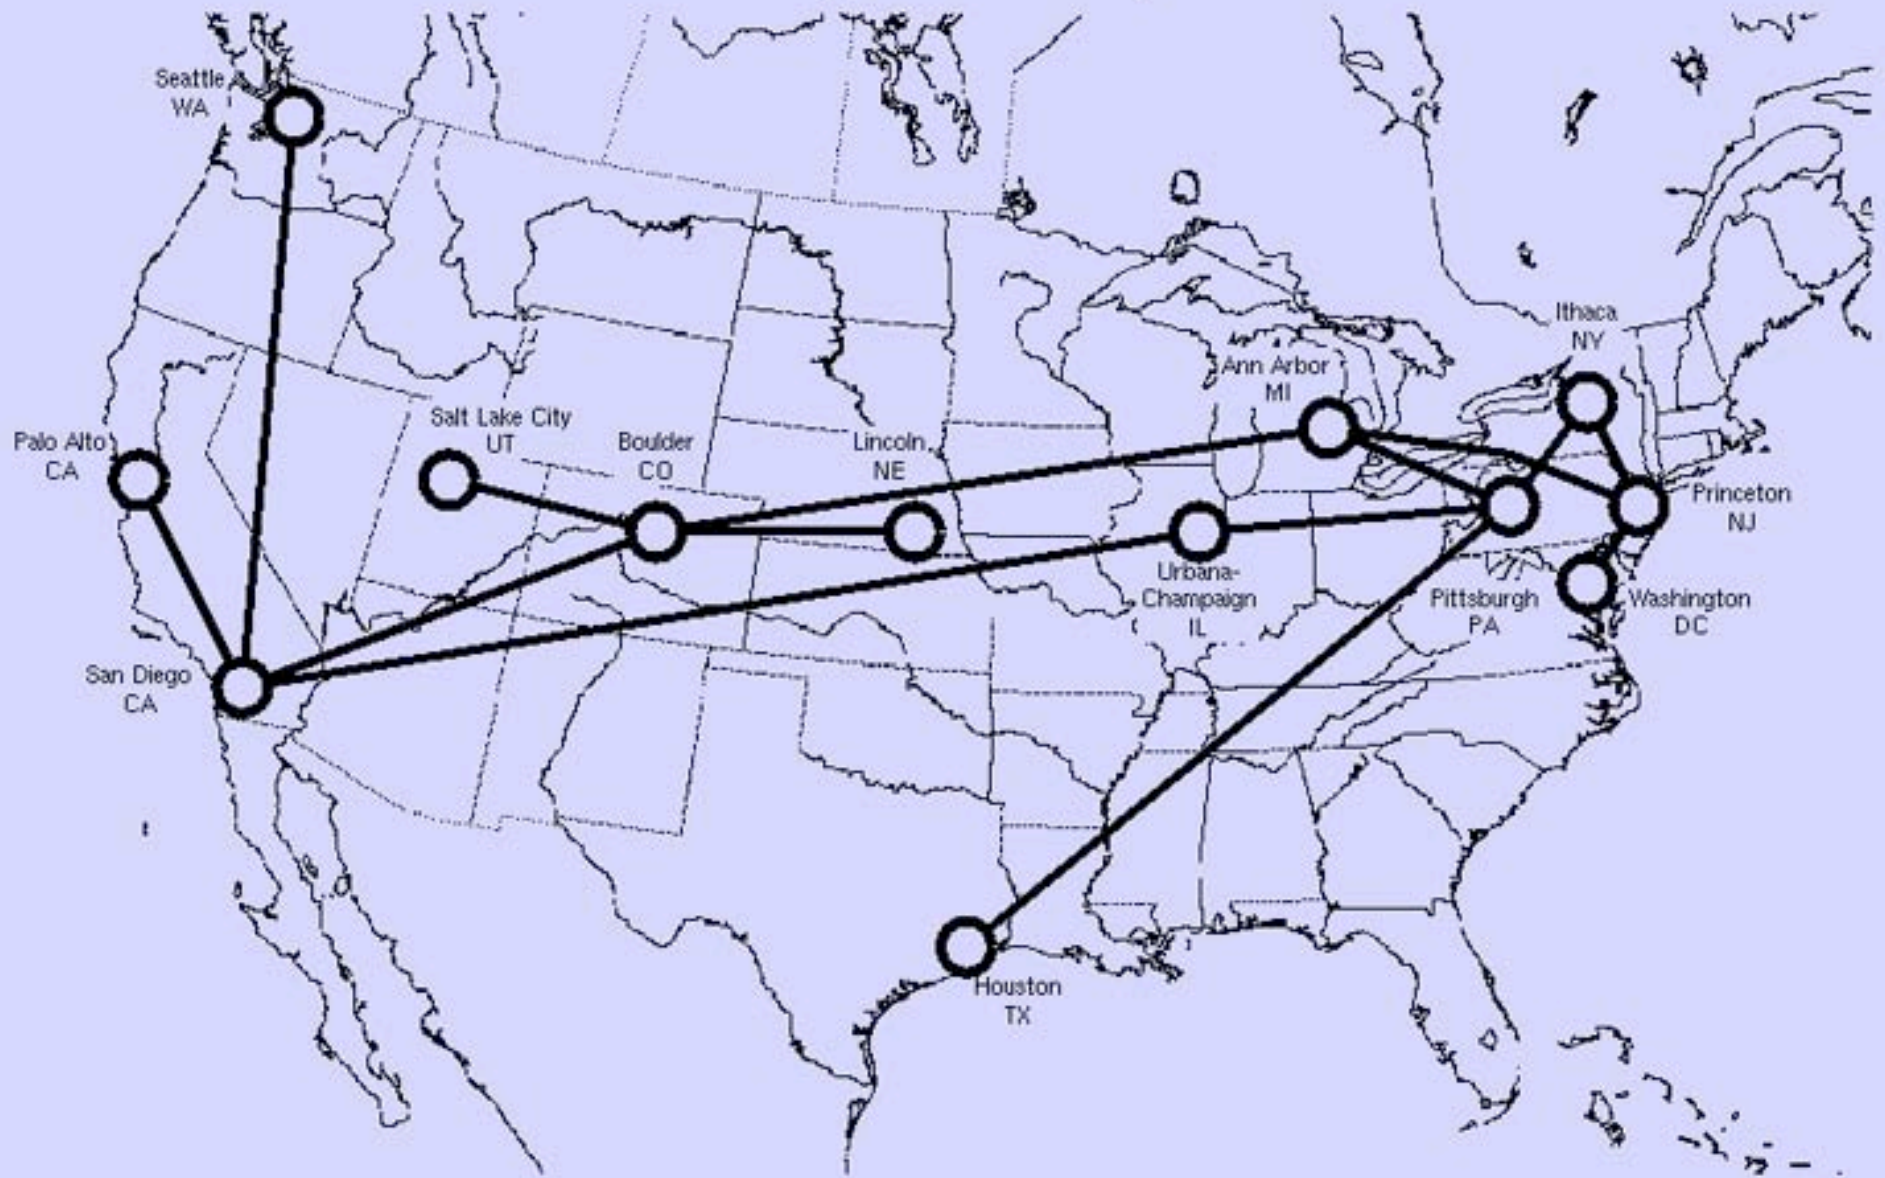 Seattle
WA
Ithaca
NY
Ann Arbor
MI
Salt Lake City
UT
Palo Alto
CA
Boulder
CO
Lincoln
NE
Princeton
NJ
Urbana-
Champaign
IL
Pittsburgh
PA
Washington
DC
San Diego
CA
Houston
TX